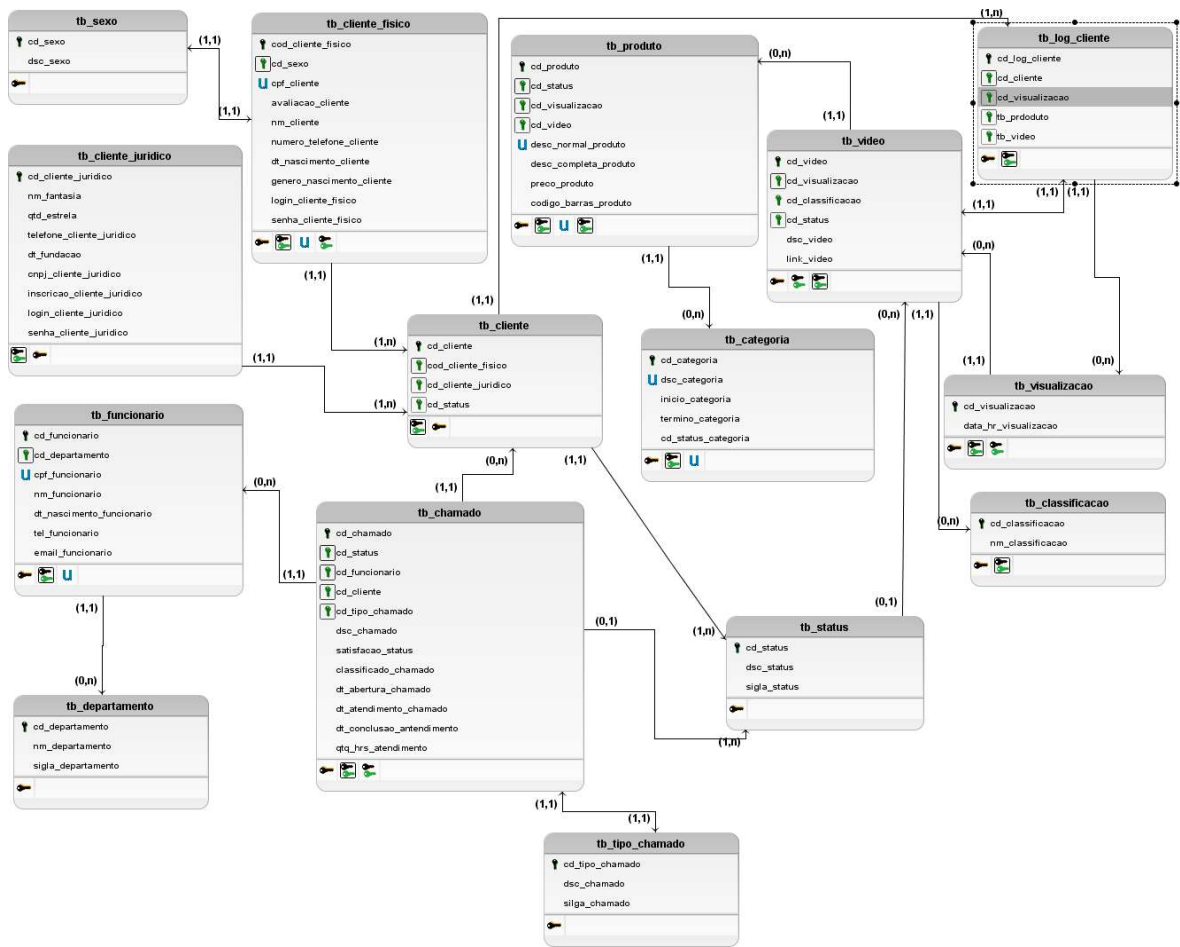 tb_sexo
cd_sexo
dsc_sexo
(1,1)
(1,1)
tb_cliente_fisico
cod_cliente_fisico
cd_sexo
u cpf_cliente
avaliacao_cliente
nm_cliente
numero_telefone_cliente
dt_nascimento_cliente
genero_nascimento_cliente
login_cliente_fisico
senha_cliente_fisico
u
(1,1)
(1,n)
tb_produto
cd_produto
cd_status
cd_visualizacao
cd_video
u desc_normal_produto
desc_completa_produto
preco_produto
codigo_barras_produto
u
(1,1)
(0,n)
(0,n)
(1,1)
(1,n)
tb_log_cliente
cd_log_cliente
cd_cliente
cd_visualizacao
tb_prdoduto
tb_video
(1,1)
(1,1)
tb_video
cd_video
cd_visualizacao
cd_classificacao
cd_status
dsc_video
link_video
(1,1)
(0,n)
(0,n)
(1,1)
tb_cliente_juridico
cd_cliente_juridico
nm_fantasia
qtd_estrela
telefone_cliente_juridico
dt_fundacao
cnpj_cliente_juridico
inscricao_cliente_juridico
login_cliente_juridico
senha_cliente_juridico
(1,1)
(1,n)
(1,1)
tb_cliente
cd_cliente
cod_cliente_fisico
cd_cliente_juridico
cd_status
(0,n)
(1,1)
tb_categoria
cd_categoria
u dsc_categoria
inicio_categoria
termino_categoria
cd_status_categoria
u
(1,1)
(0,n)
tb_visualizacao
cd_visualizacao
data_hr_visualizacao
tb_classificacao
cd_classificacao
nm_classificacao
(0,n)
tb_funcionario
cd_funcionario
cd_departamento
u cpf_funcionario
nm_funcionario
dt_nascimento_funcionario
tel_funcionario
email_funcionario
u
(0,n)
(1,1)
(1,1)
(0,n)
tb_departamento
cd_departamento
nm_departamento
sigla_departamento
(1,1)
tb_chamado
cd_chamado
cd_status
cd_funcionario
cd_cliente
cd_tipo_chamado
dsc_chamado
satisfacao_status
classificado_chamado
dt_abertura_chamado
dt_atendimento_chamado
dt_conclusao_antendimento
qtq_hrs_atendimento
(0,1)
(1,n)
(1,n)
(0,1)
tb_status
cd_status
dsc_status
sigla_status
(1,1)
(1,1)
tb_tipo_chamado
cd_tipo_chamado
dsc_chamado
silga_chamado